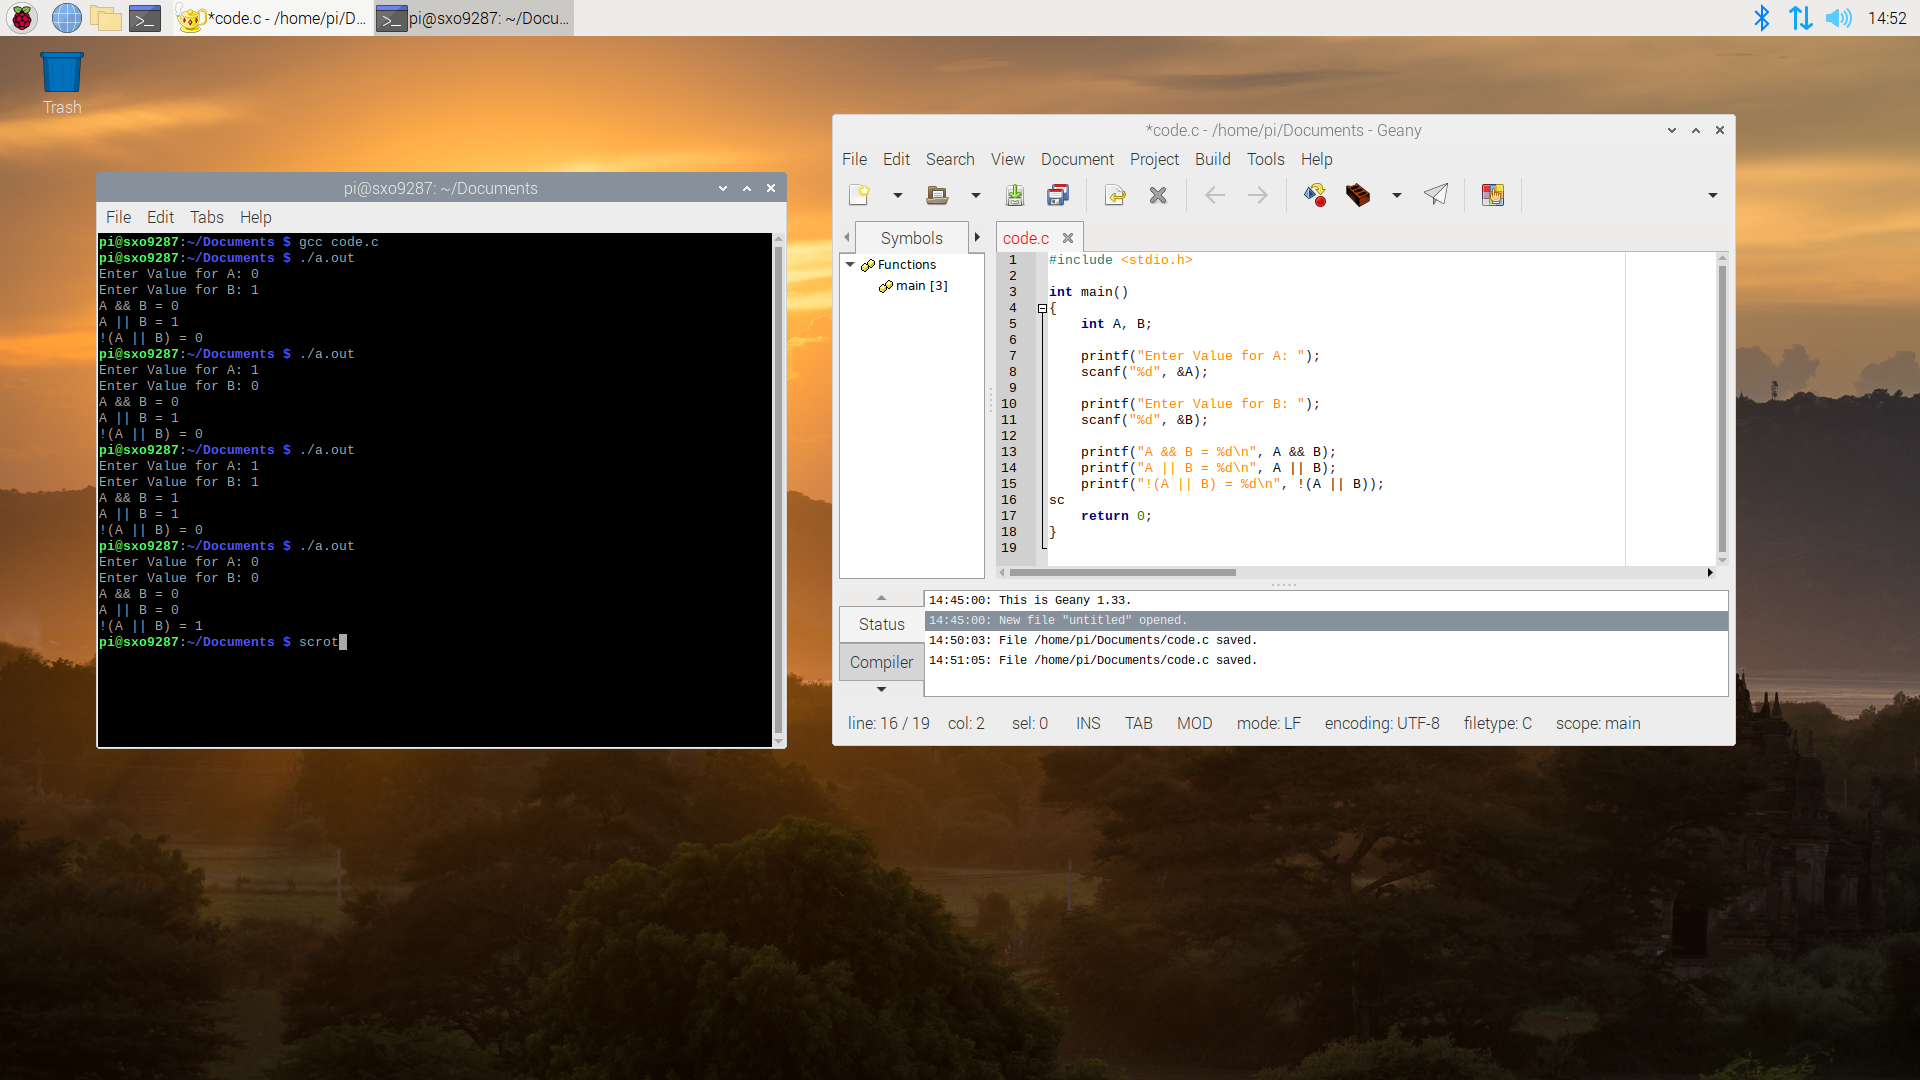 *code.c - /home/pi/D...
pi@sxo9287: ~/Docu...
14:52
Trash
pi@sxo9287: ~/Documents
File Edit Tabs Help
pi@sxo9287:~/Documents $ gcc code.c
pi@sxo9287:~/Documents $ ./a.out
Enter Value for A: 0
Enter Value for B: 1
A && B = 0
A || B = 1
!(A || B) = 0
pi@sxo9287:~/Documents $ ./a.out
Enter Value for A: 1
Enter Value for B: 0
A && B = 0
A || B = 1
!(A || B) = 0
pi@sxo9287:~/Documents $ ./a.out
Enter Value for A: 1
Enter Value for B: 1
A && B = 1
A || B = 1
!(A || B) = 0
pi@sxo9287:~/Documents $ ./a.out
Enter Value for A: 0
Enter Value for B: 0
A && B = 0
A || B = 0
!(A || B) = 1
pi@sxo9287:~/Documents $ scrot
*code.c - /home/pi/Documents - Geany
File Edit Search View Document Project Build Tools Help
Symbols
Functions
main [3]
code.c
1 #include <stdio.h>
2
3 int main()
4 {
5 int A, B;
6
7 printf("Enter Value for A: ");
8 scanf("%d", &A);
9
10 printf("Enter Value for B: ");
11 scanf("%d", &B);
12
13 printf("A && B = %d\n", A && B);
14 printf("A || B = %d\n", A || B);
15 printf("!(A || B) = %d\n", !(A || B));
16 sc
17 return 0;
18 }
19
Status
Compiler
14:45:00: This is Geany 1.33.
14:45:00: New file "untitled" opened.
14:50:03: File /home/pi/Documents/code.c saved.
14:51:05: File /home/pi/Documents/code.c saved.
line: 16 / 19 col: 2 sel: 0 INS TAB MOD mode: LF encoding: UTF-8 filetype: C scope: main